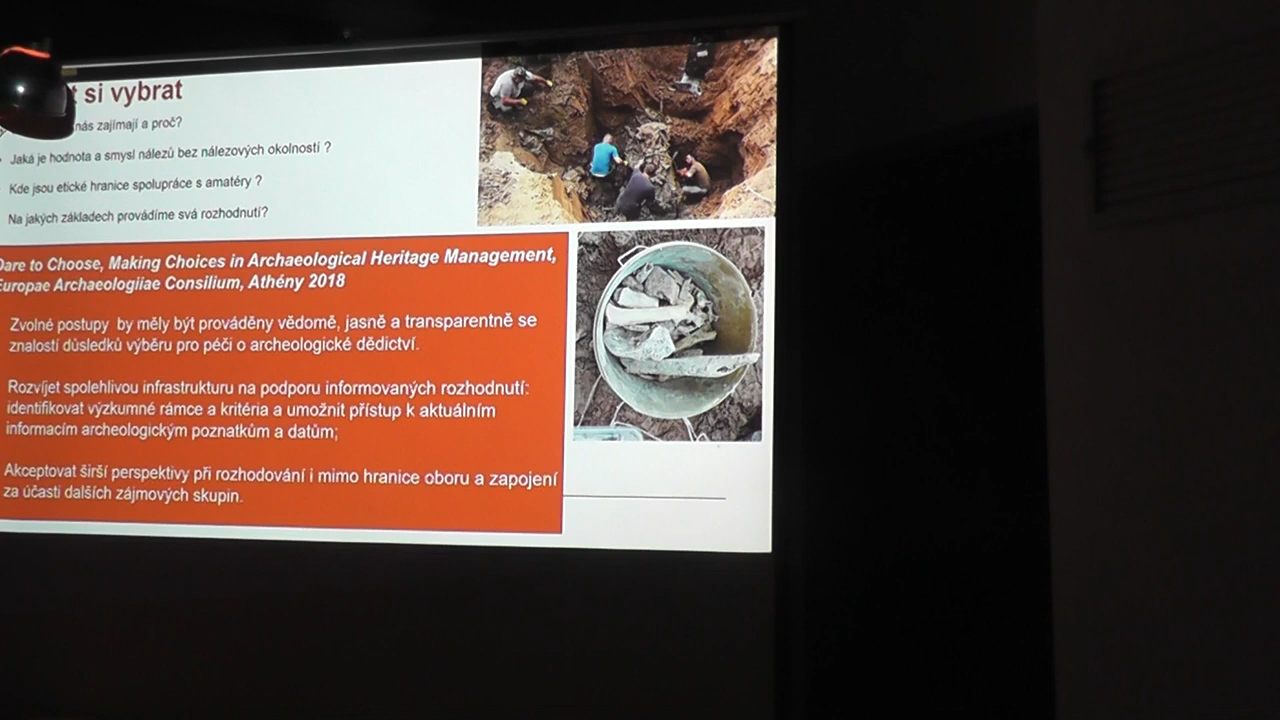 si vybrat
nás zajímají a proč?
Jaká je hodnota a smysl nálezů bez nálezových okolností ?
Kde jsou etické hranice spolupráce s amatéry ?
Na jakých základech provádíme svá rozhodnutí?
Dare to Choose, Making Choices in Archaeological Heritage Management,
Europae Archaeologiiae Consilium, Athény 2018
Zvolné postupy by měly být prováděny vědomě, jasně a transparentně se
znalostí důsledků výběru pro péči o archeologické dědictví.
Rozvíjet spolehlivou infrastrukturu na podporu informovaných rozhodnutí:
identifikovat výzkumné rámce a kritéria a umožnit přístup k aktuálním
informacím archeologickým poznatkům a datům;
Akceptovat širší perspektivy při rozhodování i mimo hranice oboru a zapojení
za účasti dalších zájmových skupin.